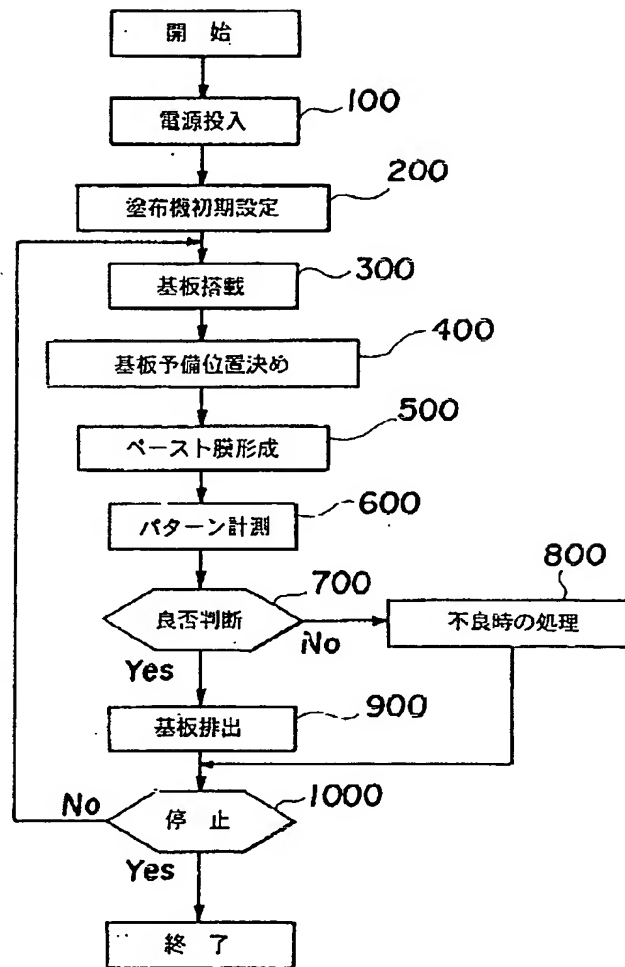 開 始
電源投入
100
塗布機初期設定
200
基板搭載
300
基板予備位置決め
400
ペースト膜形成
500
パターン計測
600
良否判断
700
No
Yes
不良時の処理
800
基板排出
900
停 止
1000
No
Yes
終 了